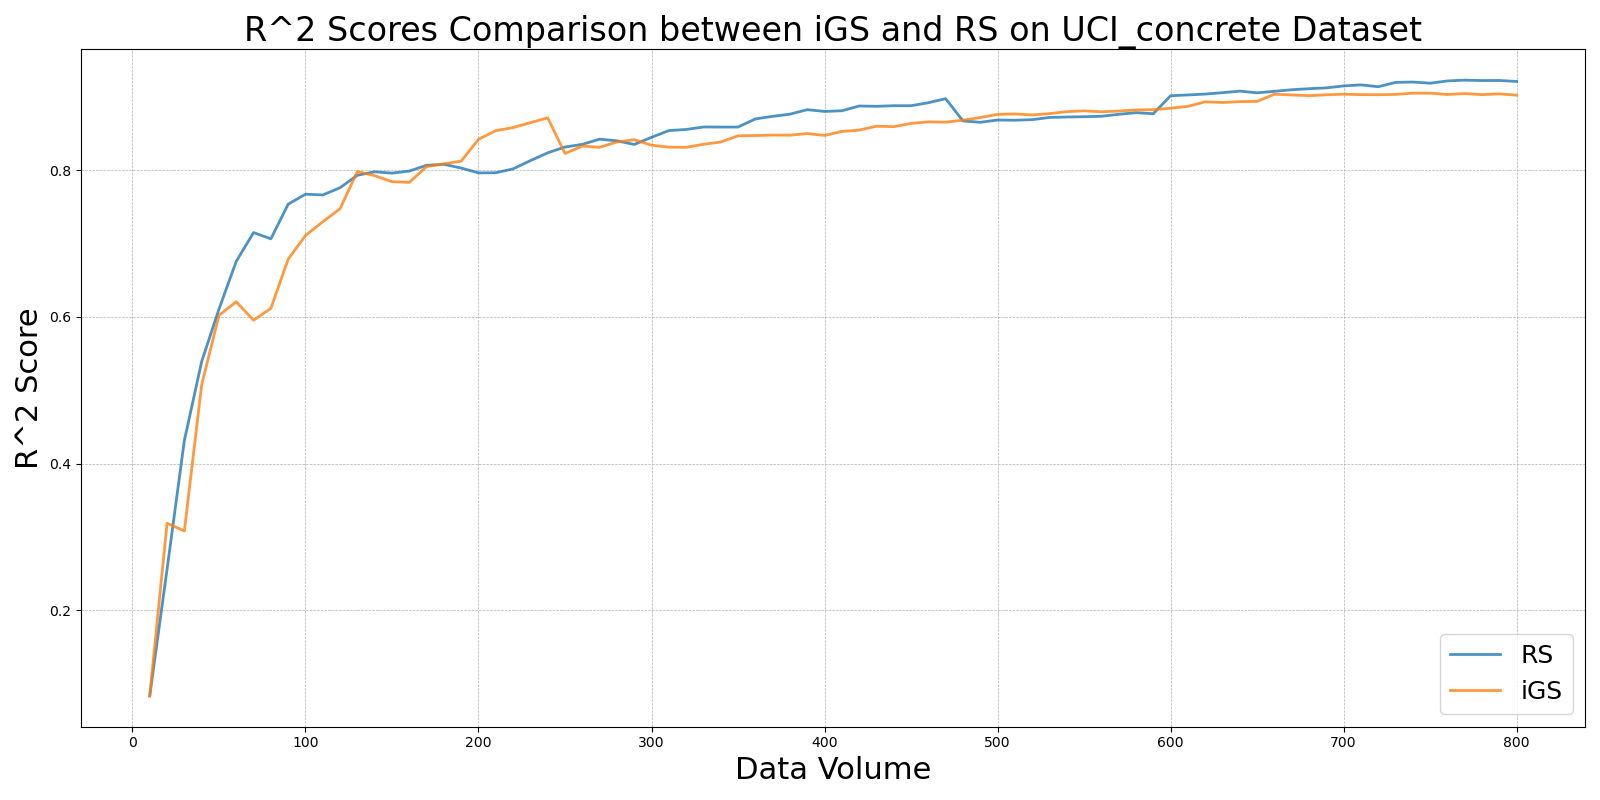 R^2 Scores Comparison between iGS and RS on UCI_concrete Dataset
R^2 Score
0.8
0.6
0.4
0.2
0 100 200 300 400 500 600 700 800
Data Volume
RS
iGS